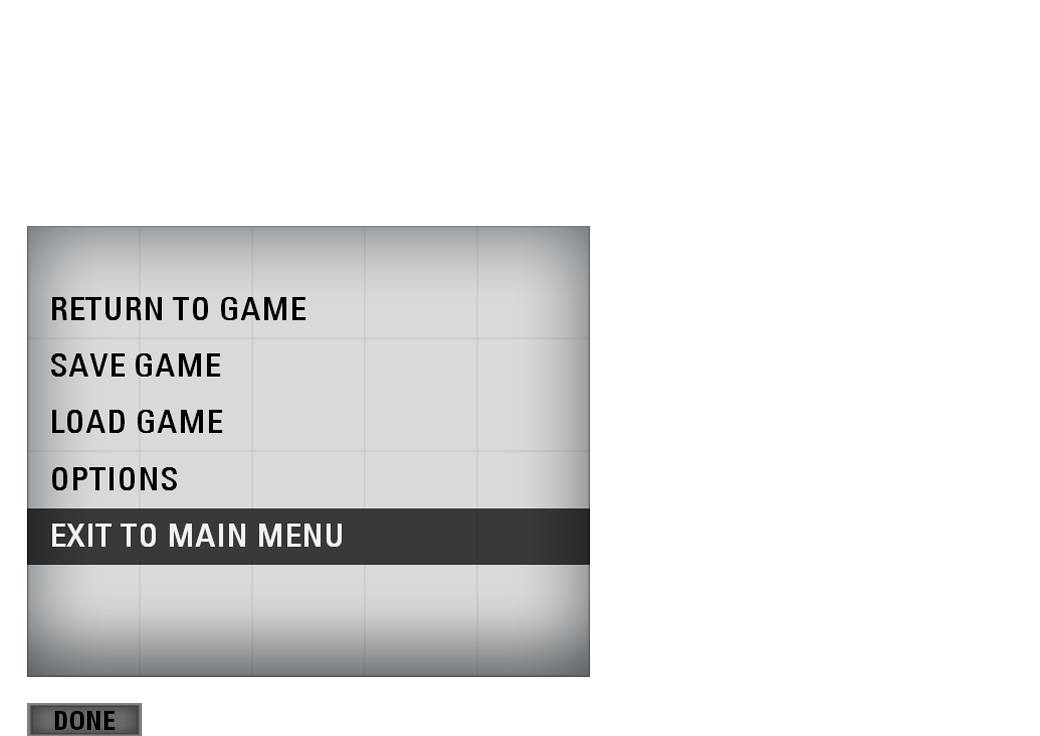 RETURN TO GAME
SAVE GAME
LOAD GAME
OPTIONS
EXIT TO MAIN MENU
DONE